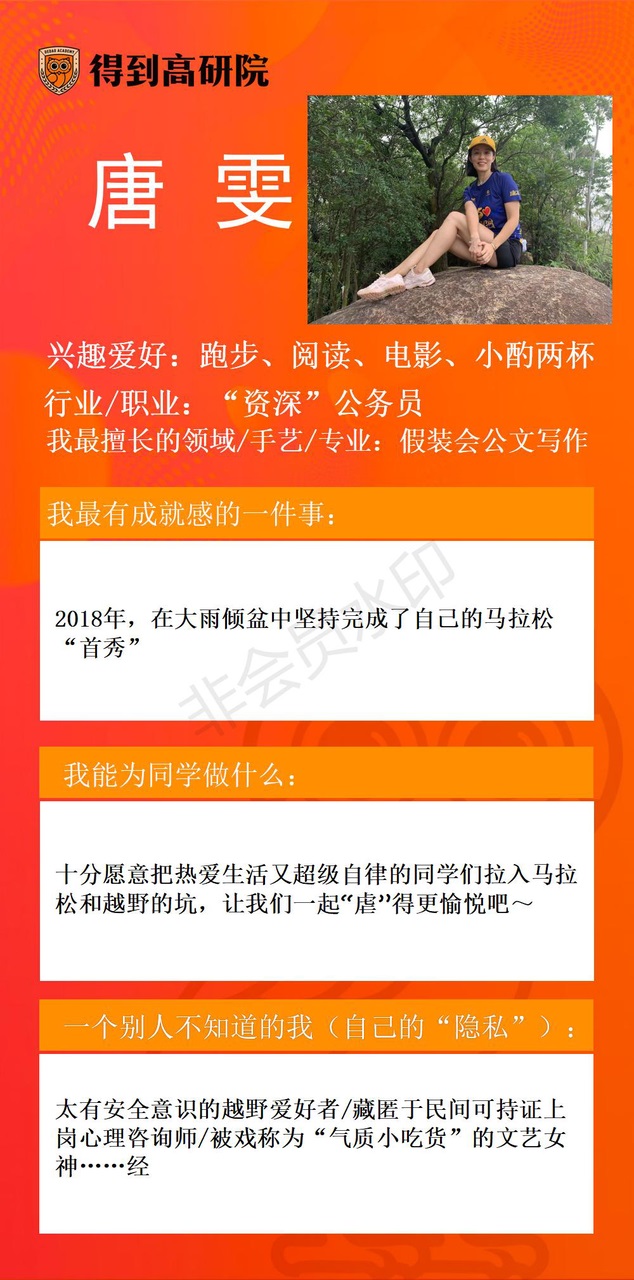 得到高研院
唐 雯
兴趣爱好：跑步、阅读、电影、小酌两杯
行业/职业：“资深”公务员
我最擅长的领域/手艺/专业：假装会公文写作
我最有成就感的一件事：
2018年，在大雨倾盆中坚持完成了自己的马拉松
“首秀”
非会员水印
我能为同学做什么：
十分愿意把热爱生活又超级自律的同学们拉入马拉
松和越野的坑，让我们一起“虐”得更愉悦吧～
一个别人不知道的我（自己的“隐私”）：
太有安全意识的越野爱好者/藏匿于民间可持证上
岗心理咨询师/被戏称为“气质小吃货”的文艺女
神……经